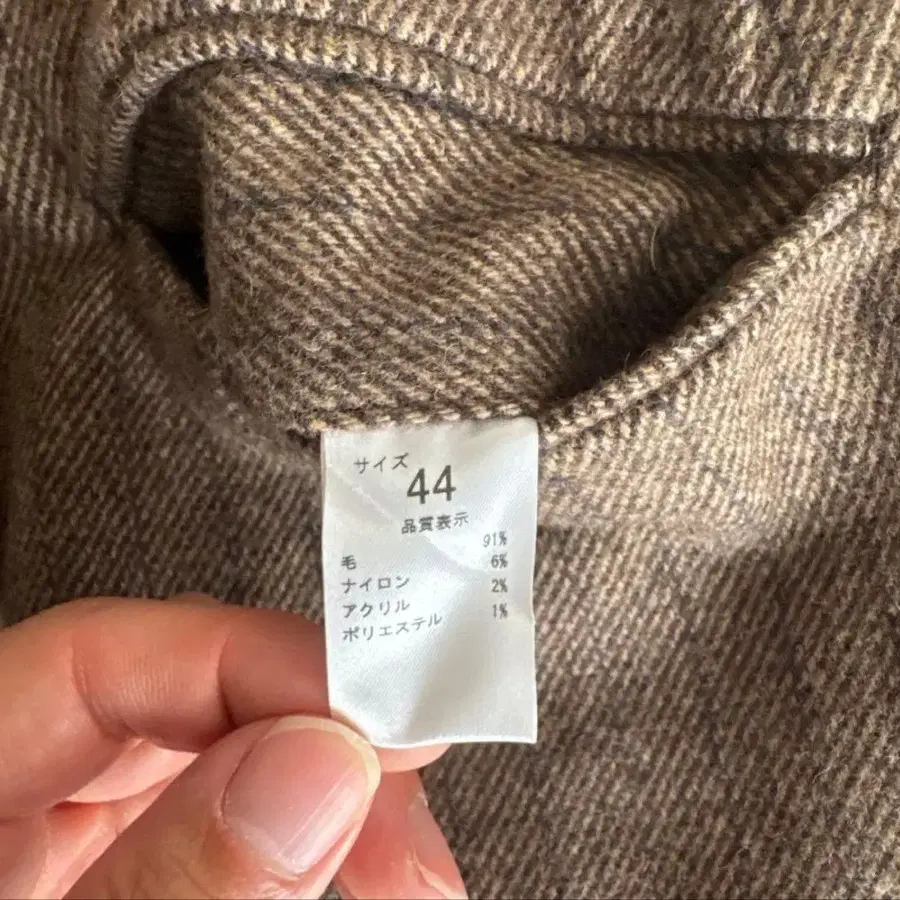 サイズ
44
品質表示
毛 91%
ナイロン 6%
アクリル 2%
ポリエステル 1%